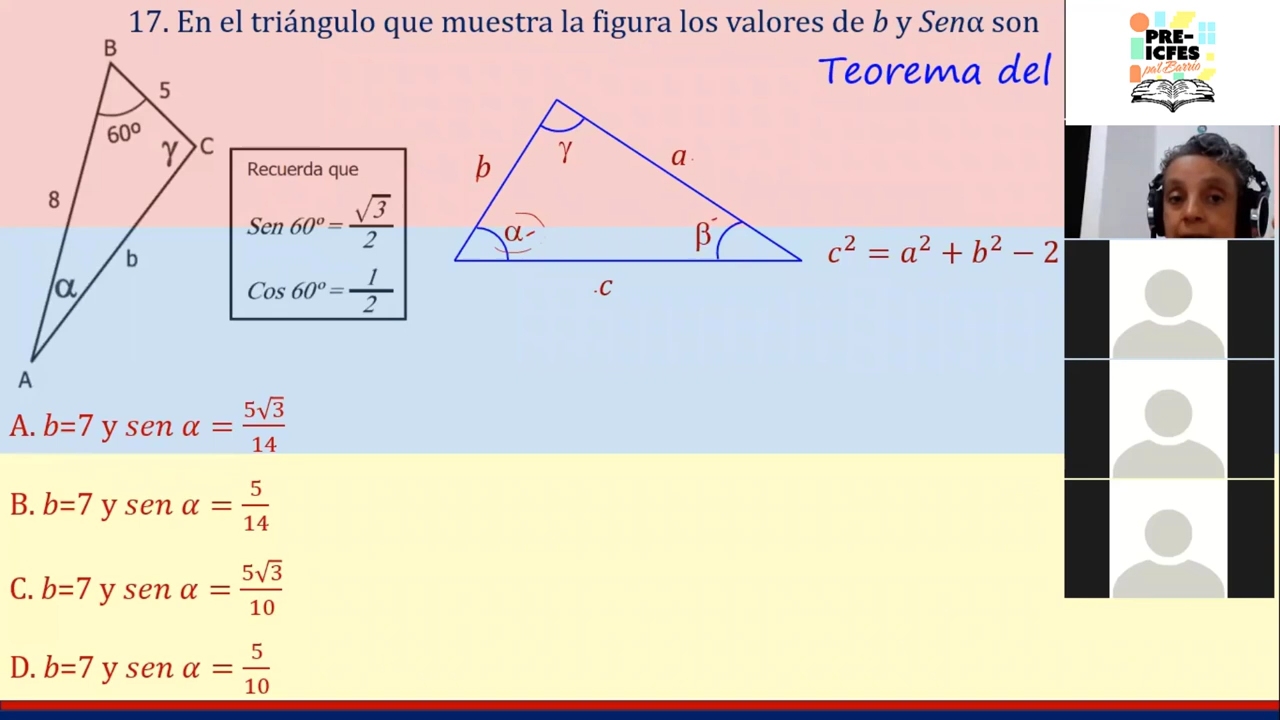 17. En el triángulo que muestra la figura los valores de b y Senα son
Teorema del
PRE-
ICFES
pal Barrio
B
5
60º
γ
C
8
b
α
A
Recuerda que
Sen 60º = √3/2
Cos 60º = 1/2
γ
b
a
α
β
c
c² = a² + b² − 2
A. b=7 y sen α = 5√3/14
B. b=7 y sen α = 5/14
C. b=7 y sen α = 5√3/10
D. b=7 y sen α = 5/10